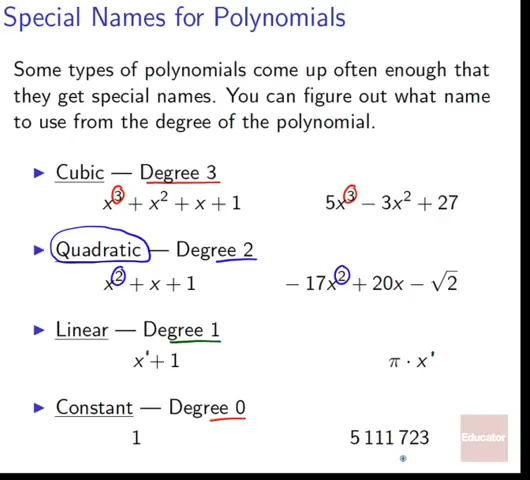 Special Names for Polynomials
Some types of polynomials come up often enough that
they get special names. You can figure out what name
to use from the degree of the polynomial.
▶ Cubic — Degree 3
x³ + x² + x + 1 5x³ − 3x² + 27
▶ Quadratic — Degree 2
x² + x + 1 − 17x² + 20x − √2
▶ Linear — Degree 1
x¹ + 1 π · x¹
▶ Constant — Degree 0
1 5 111 723
Educator